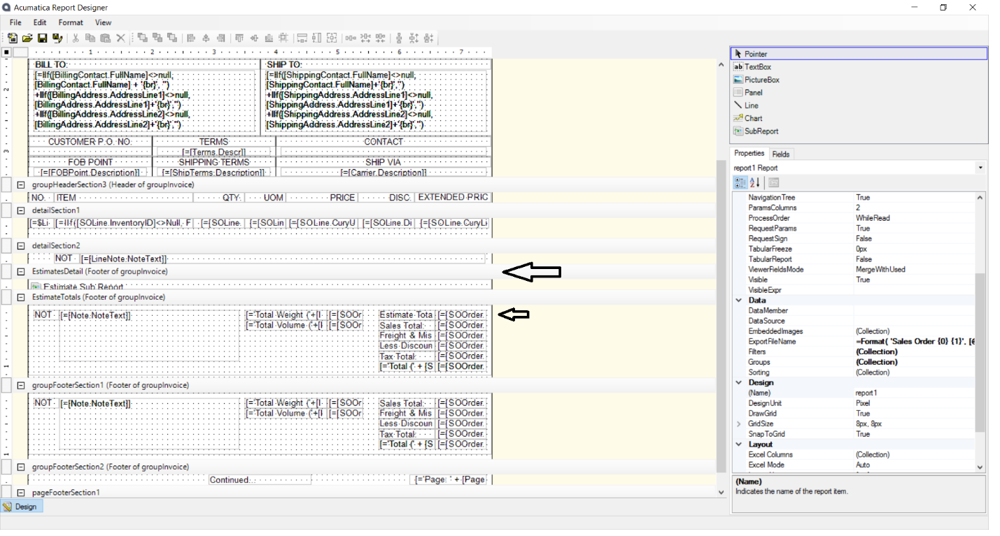 Acumatica Report Designer
File Edit Format View
1 2 3 4 5 6 7
BILL TO: SHIP TO:
[=IIf([BillingContact.FullName]<>null, [=IIf([ShippingContact.FullName]<>null,
[BillingContact.FullName] + '{br}', '') [ShippingContact.FullName]+'{br}','')
+IIf([BillingAddress.AddressLine1]<>null, +IIf([ShippingAddress.AddressLine1]<>null,
[BillingAddress.AddressLine1]+'{br}','') [ShippingAddress.AddressLine1]+'{br}','')
+IIf([BillingAddress.AddressLine2]<>null, +IIf([ShippingAddress.AddressLine2]<>null,
[BillingAddress.AddressLine2]+'{br}','') [ShippingAddress.AddressLine2]+'{br}','')
CUSTOMER P.O. NO. TERMS CONTACT
[=[Terms.Descr]]
FOB POINT SHIPPING TERMS SHIP VIA
[=[FOBPoint.Description]] [=[ShipTerms.Description]] [=[Carrier.Description]]
groupHeaderSection3 (Header of groupInvoice)
NO. ITEM QTY. UOM PRICE DISC. EXTENDED PRIC
detailSection1
[=$Li [=IIf([SOLine.InventoryID]<>Null, F [=[SOLine. [=[SOLin [=[SOLine.CuryU [=[SOLine.Di [=[SOLine.CuryLi
detailSection2
NOT [=[LineNote.NoteText]]
EstimatesDetail (Footer of groupInvoice)
Estimate Sub Report
EstimateTotals (Footer of groupInvoice)
NOT [=[Note.NoteText]] [='Total Weight ('+[I [=[SOOr Estimate Tota [=[SOOrder.
[='Total Volume ('+[I [=[SOOr Sales Total: [=[SOOrder.
Freight & Mis [=[SOOrder.
Less Discoun [=[SOOrder.
Tax Total: [=[SOOrder.
[='Total (' + [S [=[SOOrder.
groupFooterSection1 (Footer of groupInvoice)
NOT [=[Note.NoteText]] [='Total Weight ('+[I [=[SOOr Sales Total: [=[SOOrder.
[='Total Volume ('+[I [=[SOOr Freight & Mis [=[SOOrder.
Less Discoun [=[SOOrder.
Tax Total: [=[SOOrder.
[='Total (' + [S [=[SOOrder.
groupFooterSection2 (Footer of groupInvoice)
Continued... [='Page: ' + [Page
pageFooterSection1
Design
Pointer
TextBox
PictureBox
Panel
Line
Chart
SubReport
Properties Fields
report1 Report
NavigationTree True
ParamsColumns 2
ProcessOrder WhileRead
RequestParams True
RequestSign False
TabularFreeze 0px
TabularReport False
ViewerFieldsMode MergeWithUsed
Visible True
VisibleExpr
Data
DataMember
DataSource
EmbeddedImages (Collection)
ExportFileName =Format( 'Sales Order {0} {1}', [@
Filters (Collection)
Groups (Collection)
Sorting (Collection)
Design
(Name) report1
DesignUnit Pixel
DrawGrid True
GridSize 8px, 8px
SnapToGrid True
Layout
Excel Columns (Collection)
Excel Mode Auto
(Name)
Indicates the name of the report item.